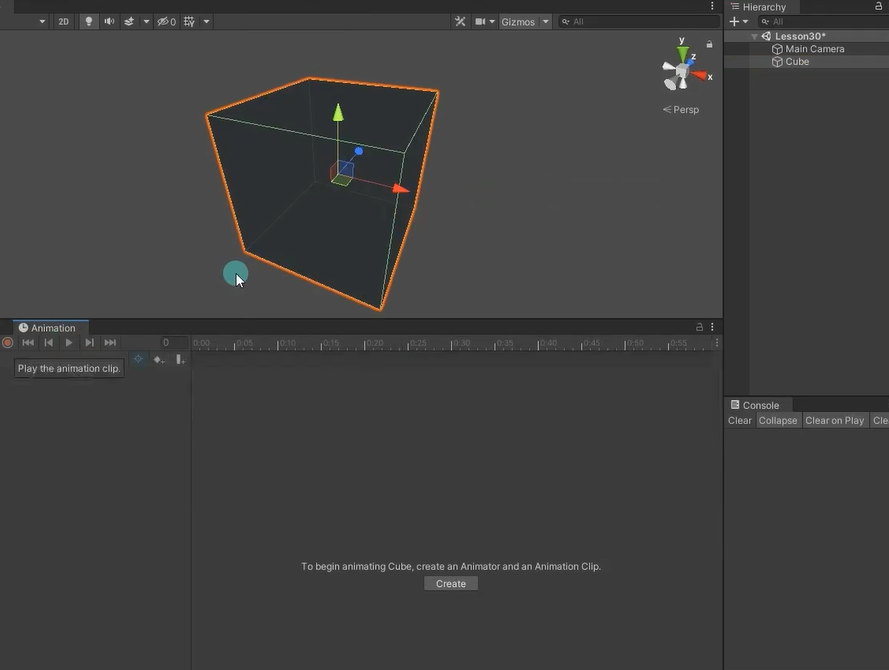 Hierarchy
2D
0
Gizmos
All
All
Lesson30*
Main Camera
Cube
y
z
x
Persp
Animation
0
0:00
0:05
0:10
0:15
0:20
0:25
0:30
0:35
0:40
0:45
0:50
0:55
Play the animation clip.
Console
Clear
Collapse
Clear on Play
Cle
To begin animating Cube, create an Animator and an Animation Clip.
Create